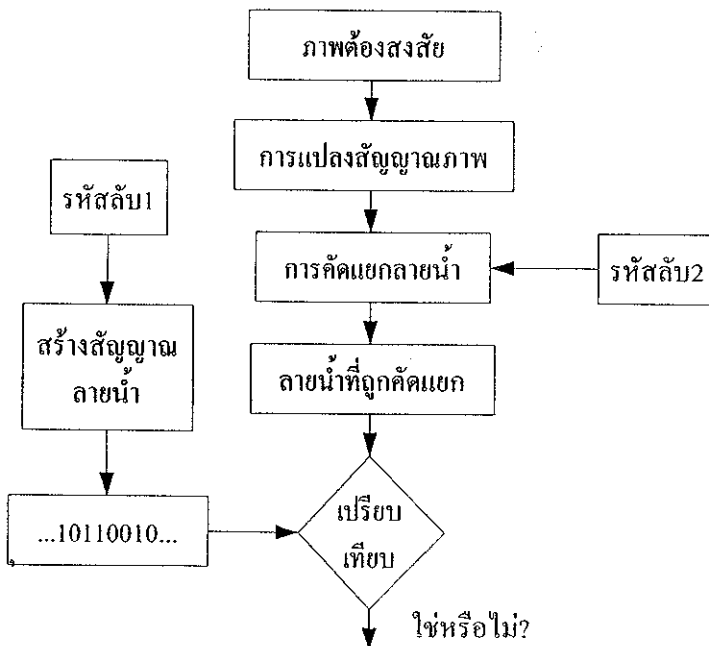 ภาพต้องสงสัย
การแปลงสัญญาณภาพ
รหัสลับ1
การคัดแยกลายน้ำ
รหัสลับ2
สร้างสัญญาณ
ลายน้ำ
ลายน้ำที่ถูกคัดแยก
...10110010...
เปรียบ
เทียบ
ใช่หรือไม่?